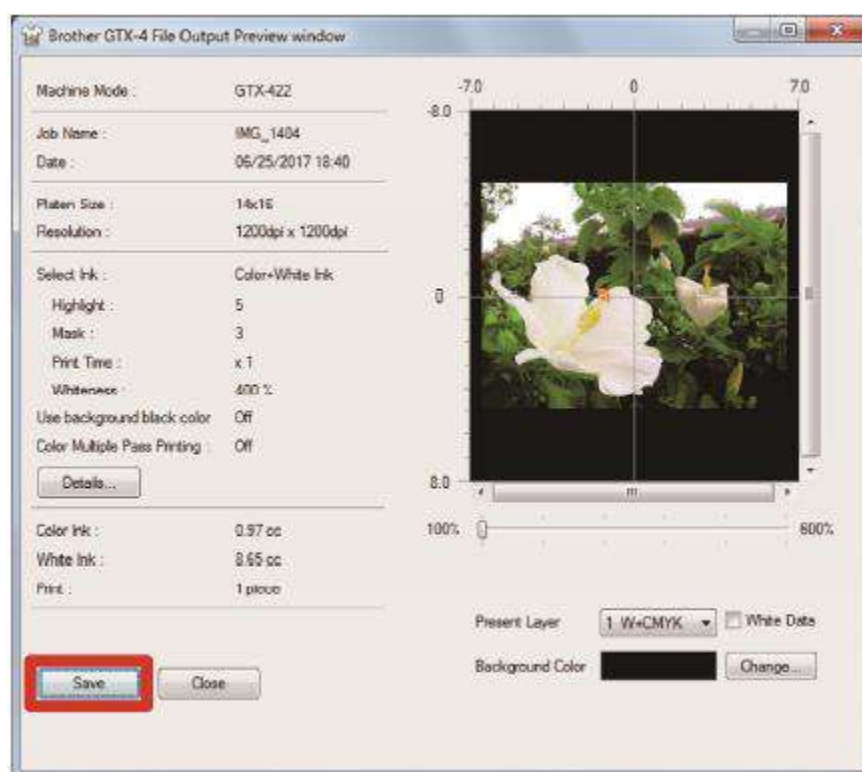 Brother GTX-4 File Output Preview window
Machine Mode : GTX-422
Job Name : IMG_1404
Date : 06/25/2017 18:40
Platen Size : 14x16
Resolution : 1200dpi x 1200dpi
Select Ink : Color+White Ink
Highlight : 5
Mask : 3
Print Time : x 1
Whiteness : 400 %
Use background black color Off
Color Multiple Pass Printing : Off
Details...
Color Ink : 0.97 cc
White Ink : 8.65 cc
Print : 1 piece
Save
Close
-7.0 0 7.0
-8.0
0
8.0
100% 600%
Present Layer 1 W+CMYK White Data
Background Color Change...